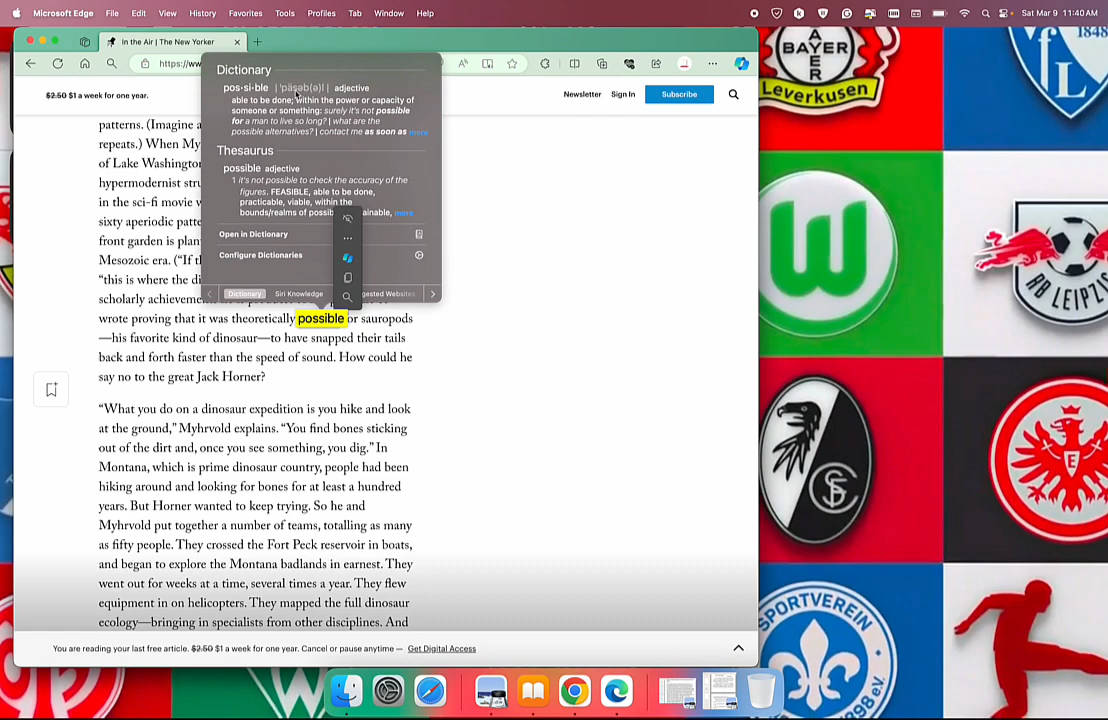 Microsoft Edge File Edit View History Favorites Tools Profiles Tab Window Help
Sat Mar 9 11:40 AM
In the Air | The New Yorker
https://ww
$2.50 $1 a week for one year.
Newsletter Sign In Subscribe
Dictionary
pos·si·ble | ˈpäsəb(ə)l | adjective
able to be done; within the power or capacity of
someone or something: surely it's not possible
for a man to live so long? | what are the
possible alternatives? | contact me as soon as more
Thesaurus
possible adjective
1 it's not possible to check the accuracy of the
figures. FEASIBLE, able to be done,
practicable, viable, within the
bounds/realms of possib ainable, more
Open in Dictionary
Configure Dictionaries
Dictionary Siri Knowledge gested Websites
patterns. (Imagine a
repeats.) When My
of Lake Washington
hypermodernist stru
in the sci-fi movie
sixty aperiodic patte
front garden is plan
Mesozoic era. ("If t
"this is where the di
scholarly achievemen
wrote proving that it was theoretically possible or sauropods
—his favorite kind of dinosaur—to have snapped their tails
back and forth faster than the speed of sound. How could he
say no to the great Jack Horner?
"What you do on a dinosaur expedition is you hike and look
at the ground," Myhrvold explains. "You find bones sticking
out of the dirt and, once you see something, you dig." In
Montana, which is prime dinosaur country, people had been
hiking around and looking for bones for at least a hundred
years. But Horner wanted to keep trying. So he and
Myhrvold put together a number of teams, totalling as many
as fifty people. They crossed the Fort Peck reservoir in boats,
and began to explore the Montana badlands in earnest. They
went out for weeks at a time, several times a year. They flew
equipment in on helicopters. They mapped the full dinosaur
ecology—bringing in specialists from other disciplines. And
You are reading your last free article. $2.50 $1 a week for one year. Cancel or pause anytime — Get Digital Access
BAYER
Leverkusen
1848
VfL
W
RB LEIPZIG
SC
E
SPORTVEREIN
1898 e.V.